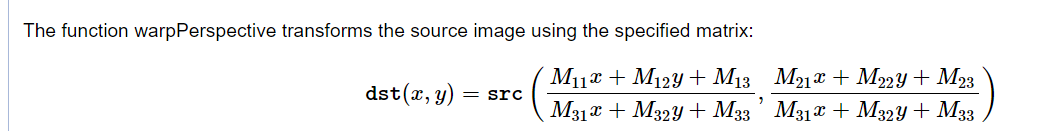 The function warpPerspective transforms the source image using the specified matrix:
dst(x, y) = src ( (M₁₁x + M₁₂y + M₁₃) / (M₃₁x + M₃₂y + M₃₃) , (M₂₁x + M₂₂y + M₂₃) / (M₃₁x + M₃₂y + M₃₃) )